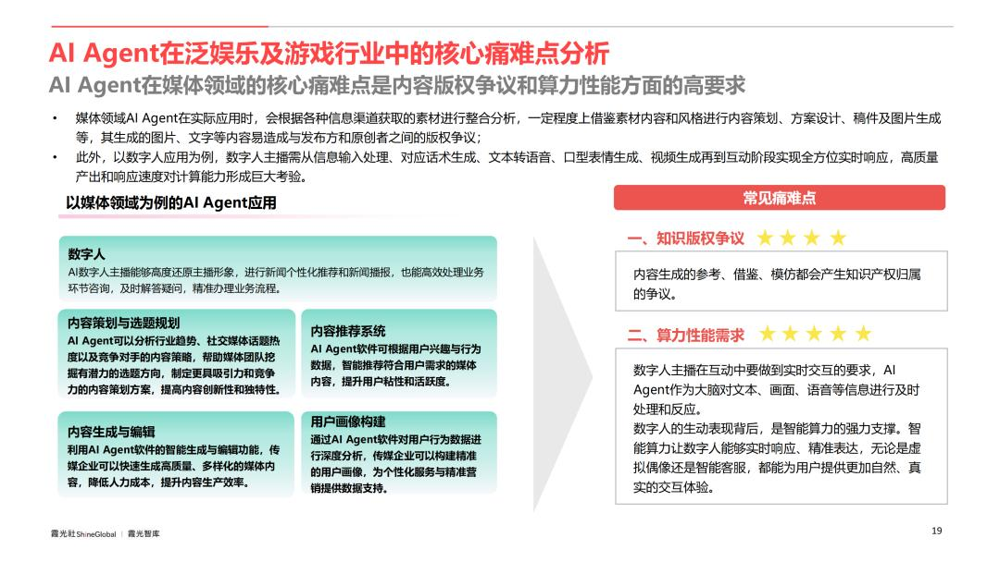 AI Agent在泛娱乐及游戏行业中的核心痛难点分析
AI Agent在媒体领域的核心痛难点是内容版权争议和算力性能方面的高要求
• 媒体领域AI Agent在实际应用时，会根据各种信息渠道获取的素材进行整合分析，一定程度上借鉴素材内容和风格进行内容策划、方案设计、稿件及图片生成
等，其生成的图片、文字等内容易造成与发布方和原创者之间的版权争议；
• 此外，以数字人应用为例，数字人主播需从信息输入处理、对应话术生成、文本转语音、口型表情生成、视频生成再到互动阶段实现全方位实时响应，高质量
产出和响应速度对计算能力形成巨大考验。
以媒体领域为例的AI Agent应用
数字人
AI数字人主播能够高度还原主播形象，进行新闻个性化推荐和新闻播报，也能高效处理业务
环节咨询，及时解答疑问，精准办理业务流程。
内容策划与选题规划
AI Agent可以分析行业趋势、社交媒体话题热
度以及竞争对手的内容策略，帮助媒体团队挖
掘有潜力的选题方向，制定更具吸引力和竞争
力的内容策划方案，提高内容创新性和独特性。
内容推荐系统
AI Agent软件可根据用户兴趣与行为
数据，智能推荐符合用户需求的媒体
内容，提升用户粘性和活跃度。
内容生成与编辑
利用AI Agent软件的智能生成与编辑功能，传
媒企业可以快速生成高质量、多样化的媒体内
容，降低人力成本，提升内容生产效率。
用户画像构建
通过AI Agent软件对用户行为数据进
行深度分析，传媒企业可以构建精准
的用户画像，为个性化服务与精准营
销提供数据支持。
常见痛难点
一、知识版权争议
内容生成的参考、借鉴、模仿都会产生知识产权归属
的争议。
二、算力性能需求
数字人主播在互动中要做到实时交互的要求，AI
Agent作为大脑对文本、画面、语音等信息进行及时
处理和反应。
数字人的生动表现背后，是智能算力的强力支撑。智
能算力让数字人能够实时响应、精准表达，无论是虚
拟偶像还是智能客服，都能为用户提供更加自然、真
实的交互体验。
霞光社ShineGlobal | 霞光智库
19